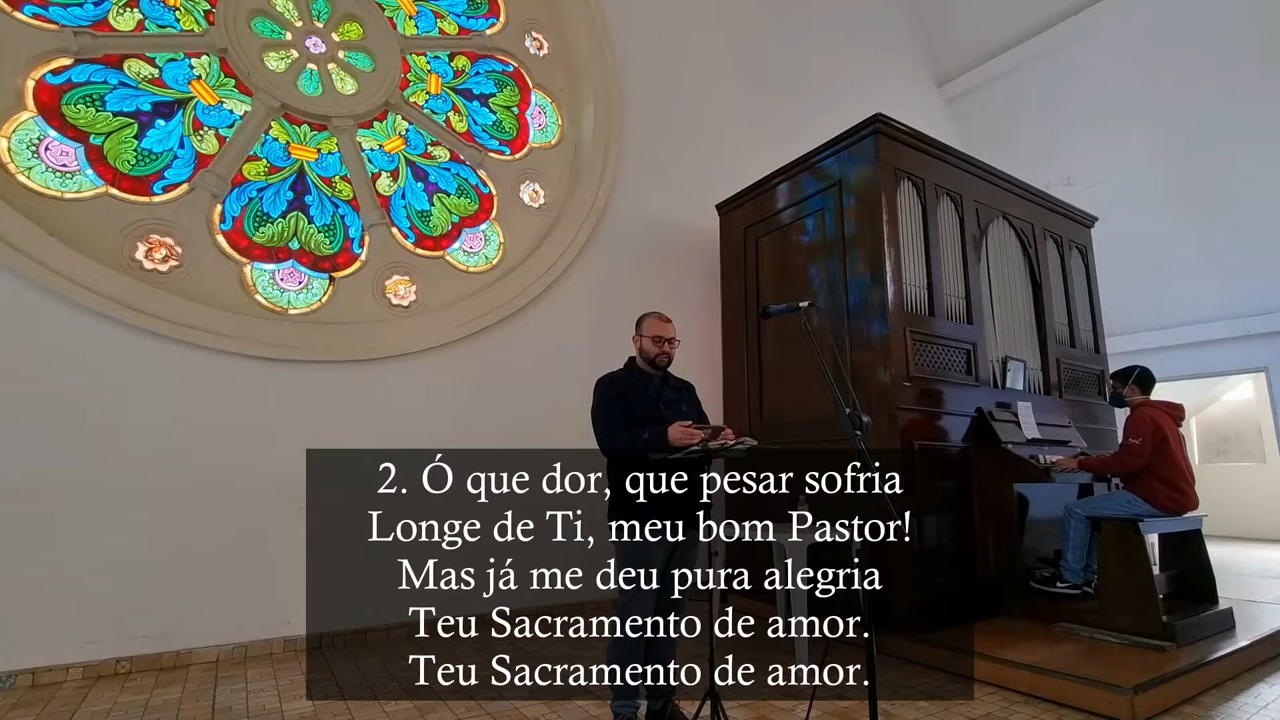 2. Ó que dor, que pesar sofria
Longe de Ti, meu bom Pastor!
Mas já me deu pura alegria
Teu Sacramento de amor.
Teu Sacramento de amor.